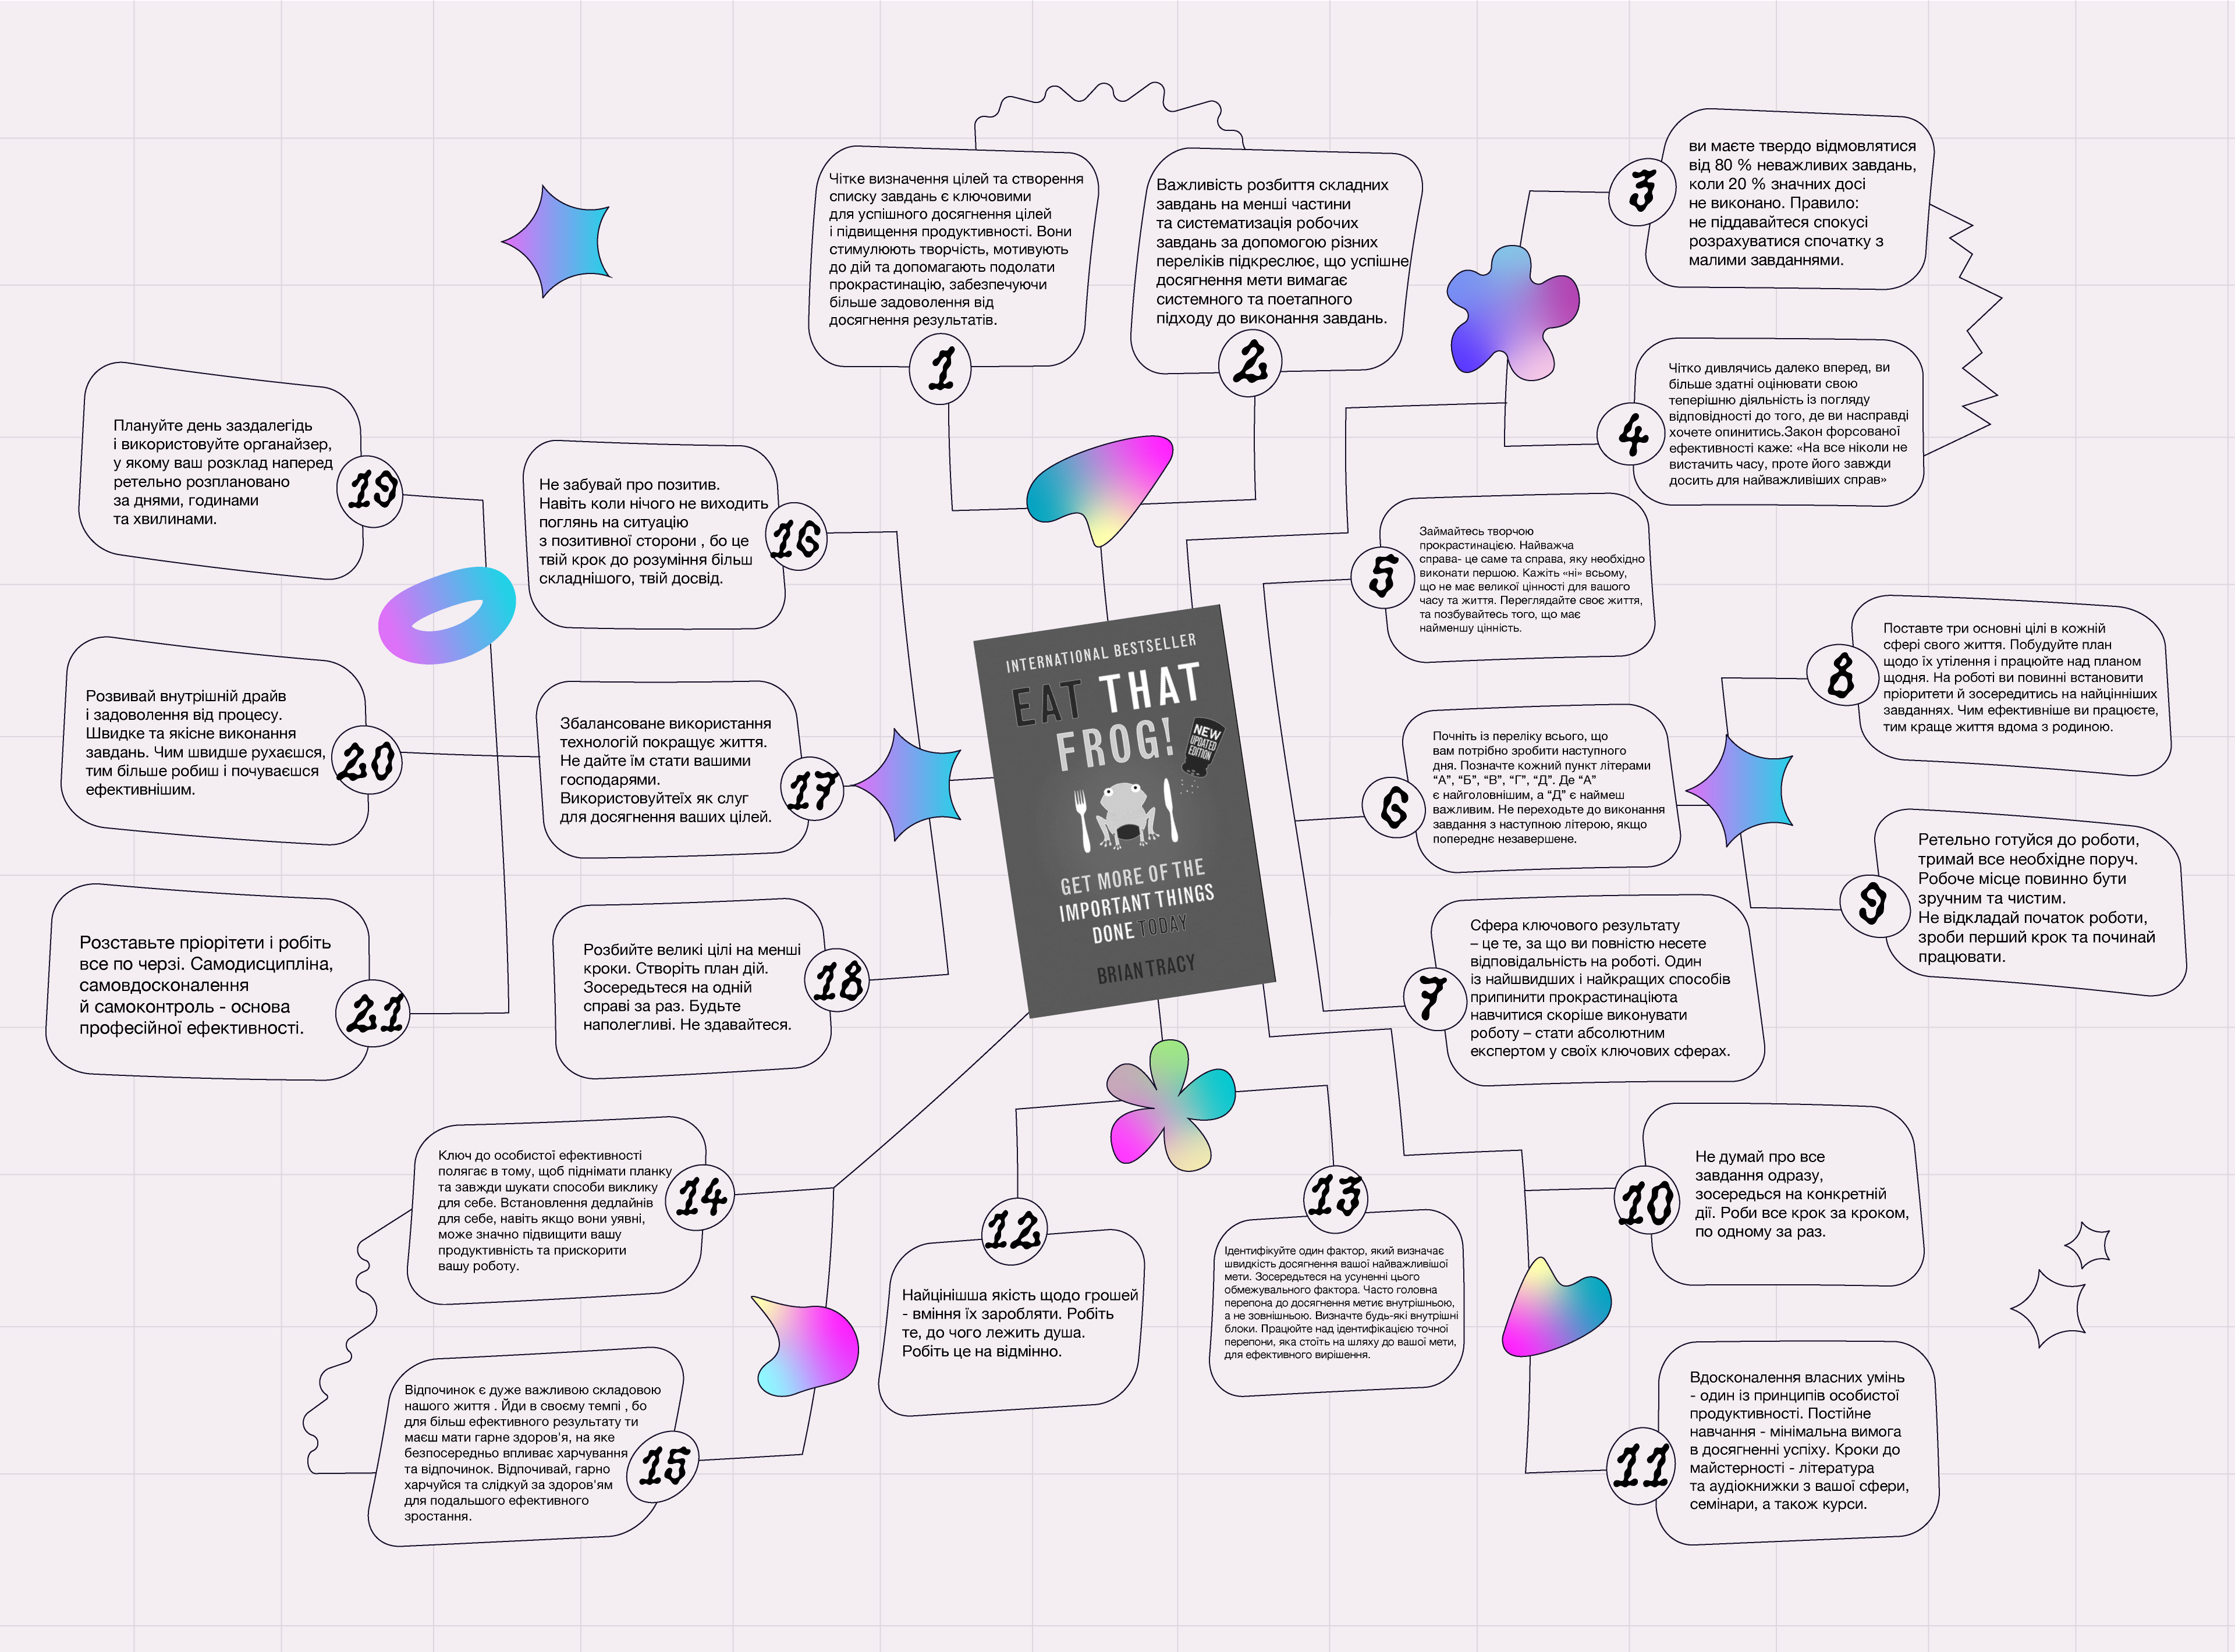 Чітке визначення цілей та створення
списку завдань є ключовими
для успішного досягнення цілей
і підвищення продуктивності. Вони
стимулюють творчість, мотивують
до дій та допомагають подолати
прокрастинацію, забезпечуючи
більше задоволення від
досягнення результатів.
1
Важливість розбиття складних
завдань на менші частини
та систематизація робочих
завдань за допомогою різних
переліків підкреслює, що успішне
досягнення мети вимагає
системного та поетапного
підходу до виконання завдань.
2
3
ви маєте твердо відмовлятися
від 80 % неважливих завдань,
коли 20 % значних досі
не виконано. Правило:
не піддавайтеся спокусі
розрахуватися спочатку з
малими завданнями.
4
Чітко дивлячись далеко вперед, ви
більше здатні оцінювати свою
теперішню діяльність із погляду
відповідності до того, де ви насправді
хочете опинитись.Закон форсованої
ефективності каже: «На все ніколи не
вистачить часу, проте його завжди
досить для найважливіших справ»
5
Займайтесь творчою
прокрастинацією. Найважча
справа- це саме та справа, яку необхідно
виконати першою. Кажіть «ні» всьому,
що не має великої цінності для вашого
часу та життя. Переглядайте своє життя,
та позбувайтесь того, що має
найменшу цінність.
6
Почніть із переліку всього, що
вам потрібно зробити наступного
дня. Позначте кожний пункт літерами
“А”, “Б”, “В”, “Г”, “Д”. Де “А”
є найголовнішим, а “Д” є наймеш
важливим. Не переходьте до виконання
завдання з наступною літерою, якщо
попереднє незавершене.
7
Сфера ключового результату
– це те, за що ви повністю несете
відповідальність на роботі. Один
із найшвидших і найкращих способів
припинити прокрастинаціюта
навчитися скоріше виконувати
роботу – стати абсолютним
експертом у своїх ключових сферах.
8
Поставте три основні цілі в кожній
сфері свого життя. Побудуйте план
щодо їх утілення і працюйте над планом
щодня. На роботі ви повинні встановити
пріоритети й зосередитись на найцінніших
завданнях. Чим ефективніше ви працюєте,
тим краще життя вдома з родиною.
9
Ретельно готуйся до роботи,
тримай все необхідне поруч.
Робоче місце повинно бути
зручним та чистим.
Не відкладай початок роботи,
зроби перший крок та починай
працювати.
10
Не думай про все
завдання одразу,
зосередься на конкретній
дії. Роби все крок за кроком,
по одному за раз.
11
Вдосконалення власних умінь
- один із принципів особистої
продуктивності. Постійне
навчання - мінімальна вимога
в досягненні успіху. Кроки до
майстерності - література
та аудіокнижки з вашої сфери,
семінари, а також курси.
12
Найцінішша якість щодо грошей
- вміння їх заробляти. Робіть
те, до чого лежить душа.
Робіть це на відмінно.
13
Ідентифікуйте один фактор, який визначає
швидкість досягнення вашої найважливішої
мети. Зосередьтеся на усуненні цього
обмежувального фактора. Часто головна
перепона до досягнення метиє внутрішньою,
а не зовнішньою. Визначте будь-які внутрішні
блоки. Працюйте над ідентифікацією точної
перепони, яка стоїть на шляху до вашої мети,
для ефективного вирішення.
14
Ключ до особистої ефективності
полягає в тому, щоб піднімати планку
та завжди шукати способи виклику
для себе. Встановлення дедлайнів
для себе, навіть якщо вони уявні,
може значно підвищити вашу
продуктивність та прискорити
вашу роботу.
15
Відпочинок є дуже важливою складовою
нашого життя . Йди в своєму темпі , бо
для більш ефективного результату ти
маєш мати гарне здоров'я, на яке
безпосередньо впливає харчування
та відпочинок. Відпочивай, гарно
харчуйся та слідкуй за здоров'ям
для подальшого ефективного
зростання.
16
Не забувай про позитив.
Навіть коли нічого не виходить
поглянь на ситуацію
з позитивної сторони , бо це
твій крок до розуміння більш
складнішого, твій досвід.
17
Збалансоване використання
технологій покращує життя.
Не дайте їм стати вашими
господарями.
Використовуйтеїх як слуг
для досягнення ваших цілей.
18
Розбийте великі цілі на менші
кроки. Створіть план дій.
Зосередьтеся на одній
справі за раз. Будьте
наполегливі. Не здавайтеся.
19
Плануйте день заздалегідь
і використовуйте органайзер,
у якому ваш розклад наперед
ретельно розплановано
за днями, годинами
та хвилинами.
20
Розвивай внутрішній драйв
і задоволення від процесу.
Швидке та якісне виконання
завдань. Чим швидше рухаєшся,
тим більше робиш і почуваєшся
ефективнішим.
21
Розставьте пріорітети і робіть
все по черзі. Самодисципліна,
самовдосконалення
й самоконтроль - основа
професійної ефективності.
INTERNATIONAL BESTSELLER
EAT THAT
FROG!
NEW
UPDATED
EDITION
GET MORE OF THE
IMPORTANT THINGS
DONE TODAY
BRIAN TRACY